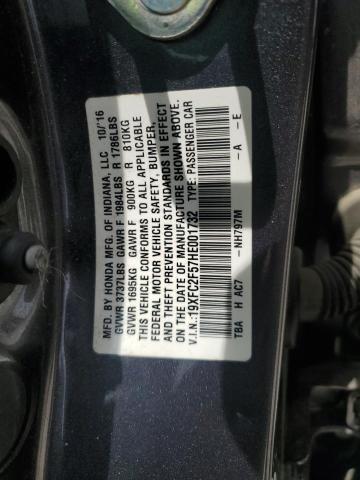 MFG. BY HONDA MFG. OF INDIANA, LLC 10/16
GVWR 3737LBS GAWR F 1984LBS R 1786LBS
GVWR 1695KG GAWR F 900KG R 810KG
THIS VEHICLE CONFORMS TO ALL APPLICABLE
FEDERAL MOTOR VEHICLE SAFETY, BUMPER,
AND THEFT PREVENTION STANDARDS IN EFFECT
ON THE DATE OF MANUFACTURE SHOWN ABOVE.
V.I.N.:19XFC2F57HE001732 TYPE: PASSENGER CAR
TBA H AC7 -NH797M -A -E